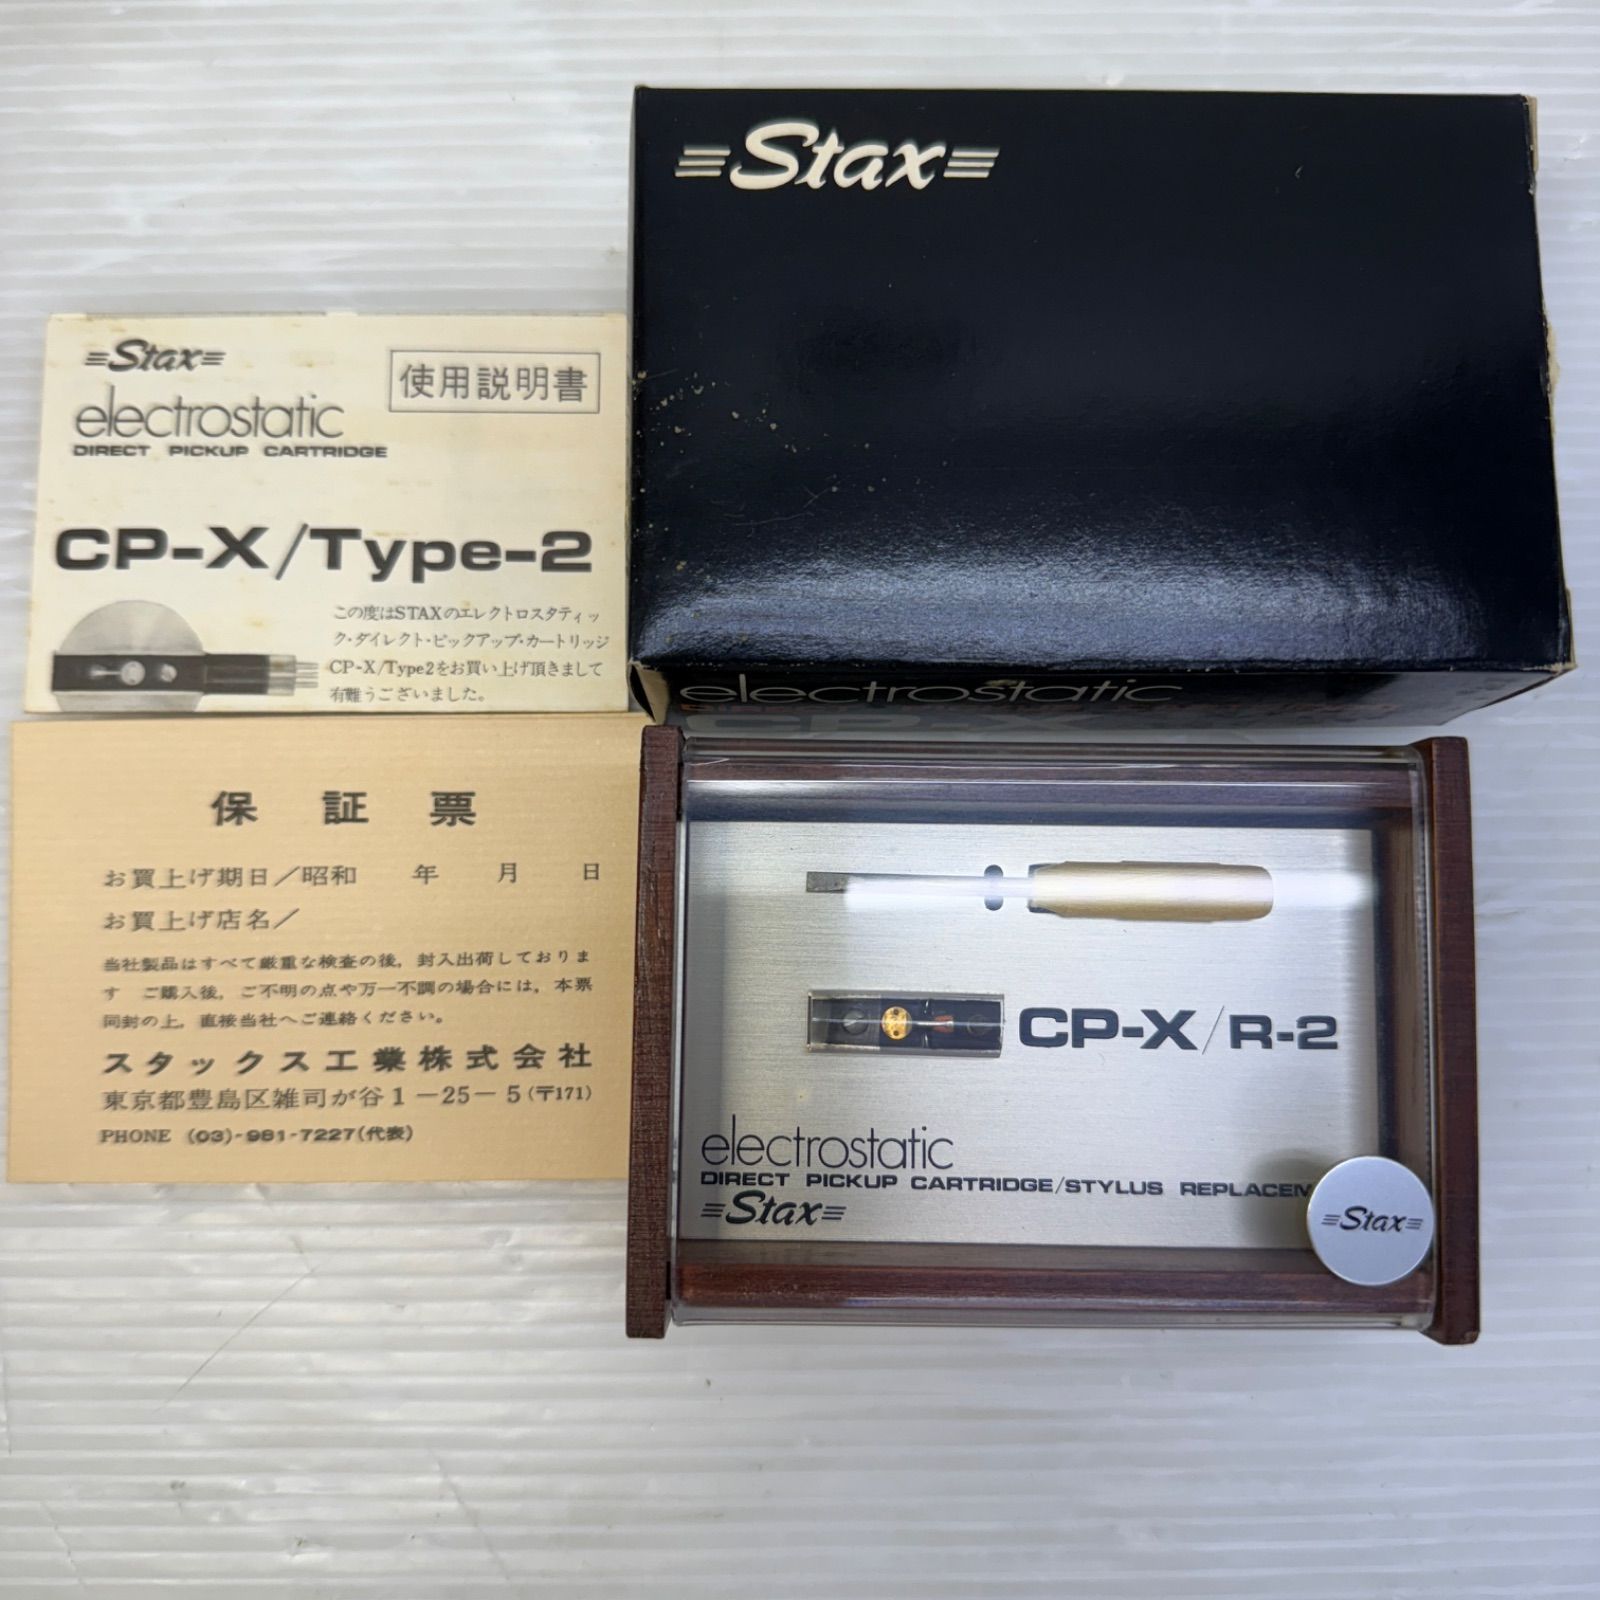 Stax
electrostatic
Stax
使用説明書
electrostatic
DIRECT PICKUP CARTRIDGE
CP-X/Type-2
この度はSTAXのエレクトロスタティッ
ク・ダイレクト・ピックアップ・カートリッジ
CP-X/Type2をお買い上げ頂きまして
有難うございました。
保証票
お買上げ期日/昭和 年 月 日
お買上げ店名/
当社製品はすべて厳重な検査の後，封入出荷しておりま
す ご購入後，ご不明の点や万一不調の場合には，本票
同封の上，直接当社へご連絡ください。
スタックス工業株式会社
東京都豊島区雑司が谷1-25-5(〒171)
PHONE (03)-981-7227(代表)
CP-X/R-2
electrostatic
DIRECT PICKUP CARTRIDGE/STYLUS REPLACEM
Stax
Stax